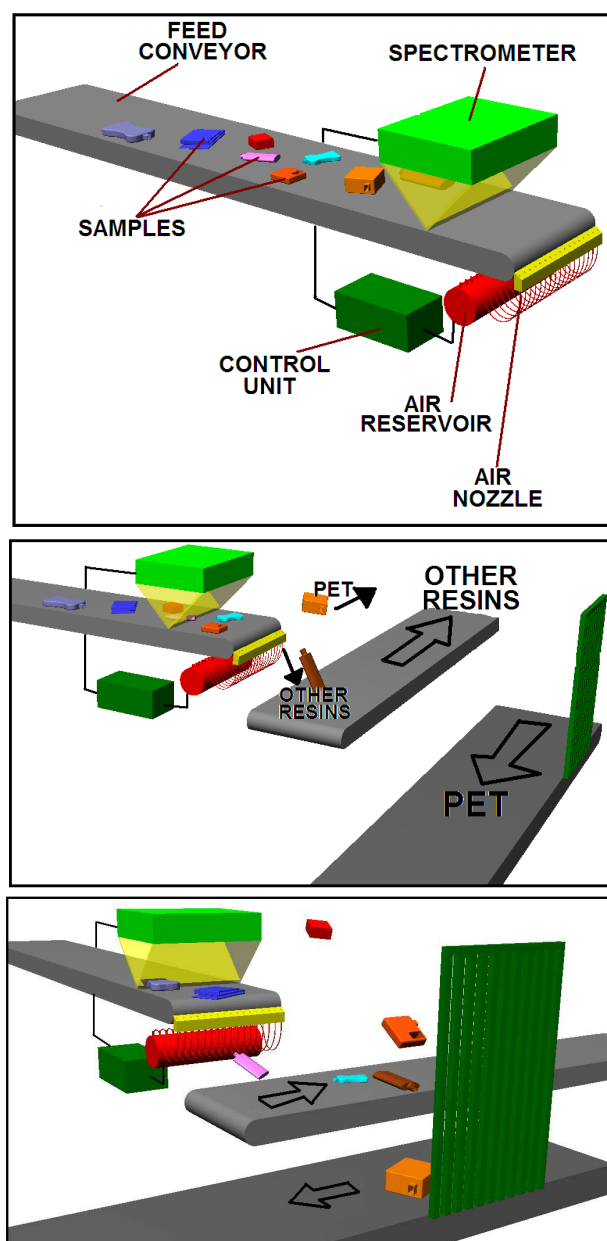 FEED
CONVEYOR
SPECTROMETER
SAMPLES
CONTROL
UNIT
AIR
RESERVOIR
AIR
NOZZLE
PET
OTHER
RESINS
OTHER
RESINS
PET